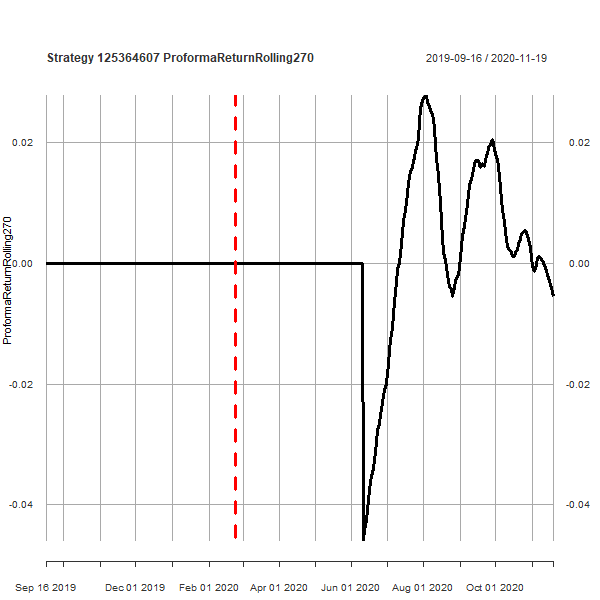 Strategy 125364607 ProformaReturnRolling270
2019-09-16 / 2020-11-19
0.02
0.02
0.00
0.00
-0.02
-0.02
-0.04
-0.04
ProformaReturnRolling270
Sep 16 2019
Dec 01 2019
Feb 01 2020
Apr 01 2020
Jun 01 2020
Aug 01 2020
Oct 01 2020